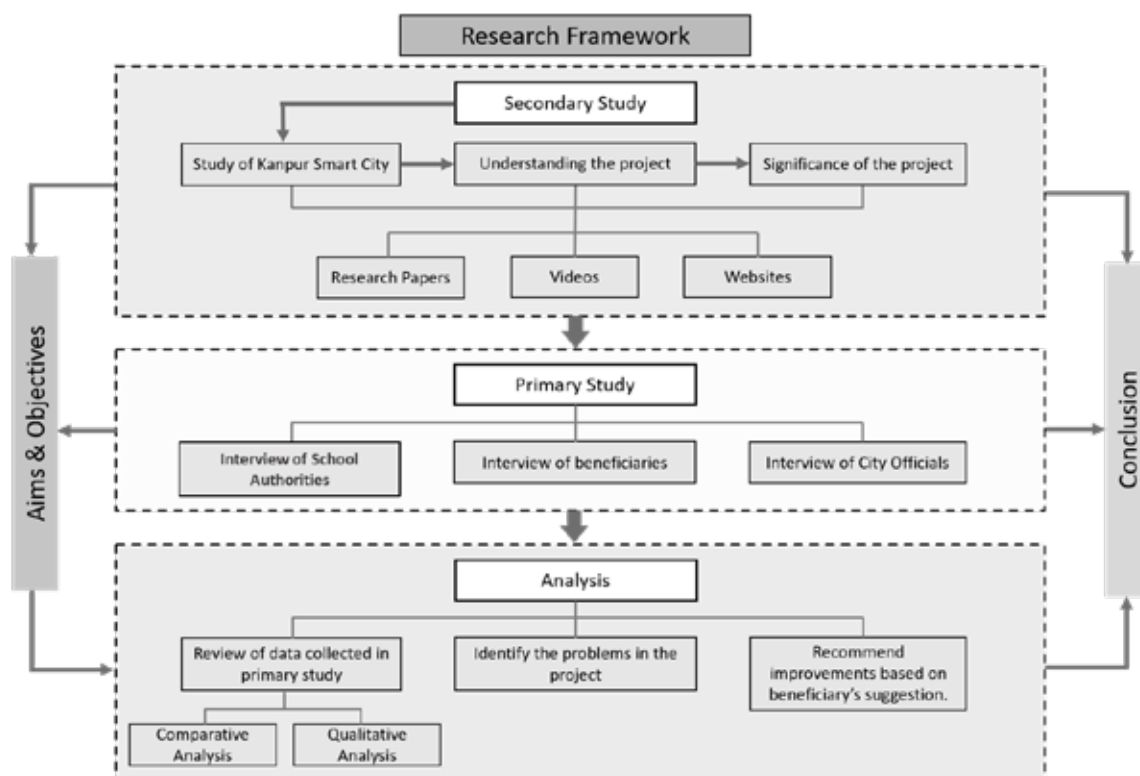 Research Framework
Secondary Study
Study of Kanpur Smart City
Understanding the project
Significance of the project
Research Papers
Videos
Websites
Aims & Objectives
Conclusion
Primary Study
Interview of School
Authorities
Interview of beneficiaries
Interview of City Officials
Analysis
Review of data collected in
primary study
Identify the problems in the
project
Recommend
improvements based on
beneficiary's suggestion.
Comparative
Analysis
Qualitative
Analysis